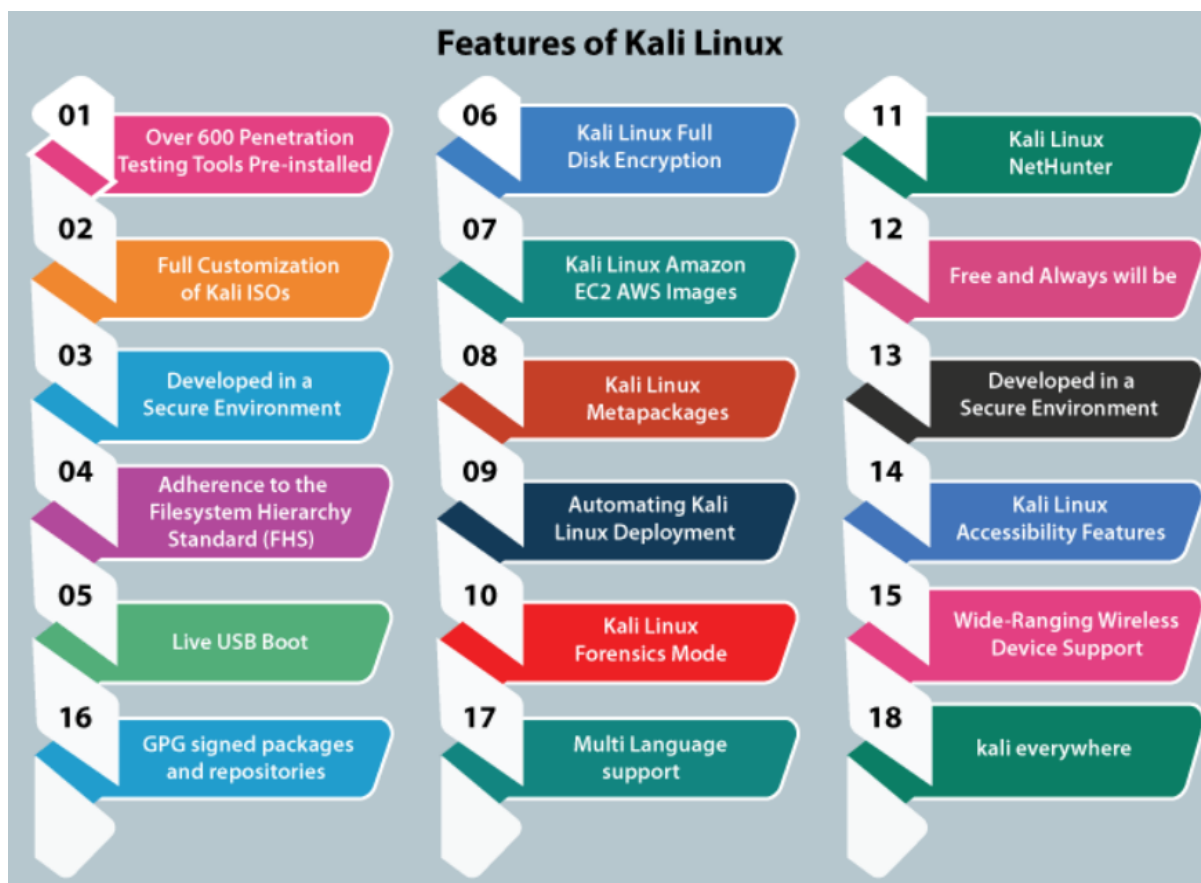 Features of Kali Linux
01
Over 600 Penetration
Testing Tools Pre-installed
02
Full Customization
of Kali ISOs
03
Developed in a
Secure Environment
04
Adherence to the
Filesystem Hierarchy
Standard (FHS)
05
Live USB Boot
16
GPG signed packages
and repositories
06
Kali Linux Full
Disk Encryption
07
Kali Linux Amazon
EC2 AWS Images
08
Kali Linux
Metapackages
09
Automating Kali
Linux Deployment
10
Kali Linux
Forensics Mode
17
Multi Language
support
11
Kali Linux
NetHunter
12
Free and Always will be
13
Developed in a
Secure Environment
14
Kali Linux
Accessibility Features
15
Wide-Ranging Wireless
Device Support
18
kali everywhere